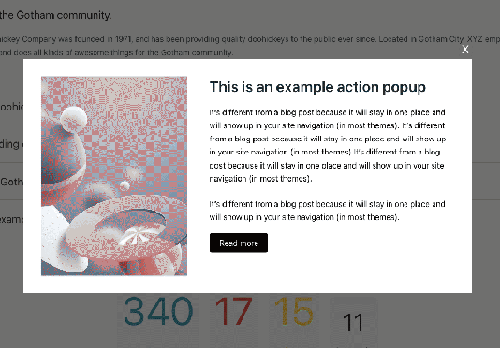 the Gotham community.
hickey Company was founded in 1971, and has been providing quality doohickeys to the public ever since. Located in Gotham City, XYZ emp
and does all kinds of awesome things for the Gotham community.
X
This is an example action popup
It's different from a blog post because it will stay in one place and
will show up in your site navigation (in most themes). It's different
from a blog post because it will stay in one place and will show up
in your site navigation (in most themes) It's different from a blog
post because it will stay in one place and will show up in your site
navigation (in most themes).
It's different from a blog post because it will stay in one place and
will show up in your site navigation (in most themes).
Read more
doohi
ding o
Goth
exam
340 17 15 11